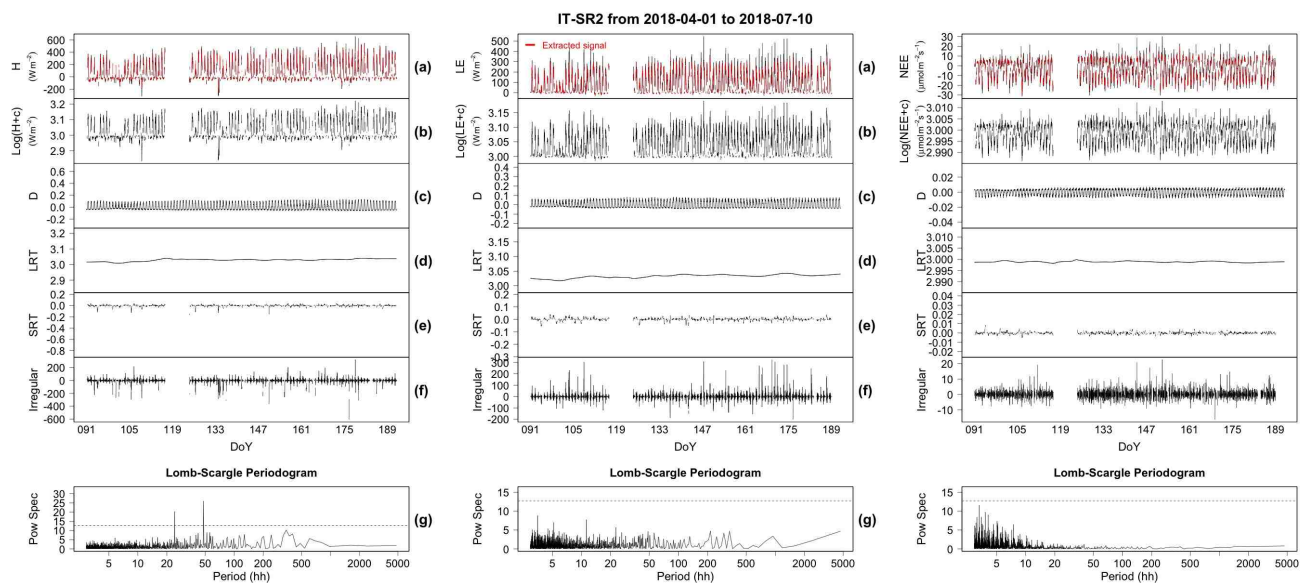 IT-SR2 from 2018-04-01 to 2018-07-10
H
(W m⁻²)
600
400
200
0
-200
(a)
Log(H+c)
(W m⁻²)
3.2
3.1
3.0
2.9
(b)
D
0.6
0.4
0.2
0.0
-0.2
(c)
LRT
3.2
3.1
3.0
2.9
(d)
SRT
0.2
0.0
-0.2
-0.4
-0.6
-0.8
(e)
Irregular
200
0
-200
-400
-600
(f)
091 105 119 133 147 161 175 189
DoY
Lomb-Scargle Periodogram
Pow Spec
30
25
20
15
10
5
0
(g)
5 10 20 50 100 200 500 1000 5000
Period (hh)
LE
(W m⁻²)
500
400
300
200
100
0
Extracted signal
(a)
Log(LE+c)
(W m⁻²)
3.15
3.10
3.05
3.00
(b)
D
0.4
0.3
0.2
0.1
0.0
-0.1
-0.2
(c)
LRT
3.15
3.10
3.05
3.00
(d)
SRT
0.2
0.1
0.0
-0.1
-0.2
-0.3
(e)
Irregular
300
200
100
0
-100
-200
(f)
091 105 119 133 147 161 175 189
DoY
Lomb-Scargle Periodogram
Pow Spec
15
10
5
0
(g)
5 10 20 50 100 200 500 1000 5000
Period (hh)
NEE
(μmol m⁻² s⁻¹)
30
20
10
0
-10
-20
-30
Log(NEE+c)
(μmol m⁻² s⁻¹)
3.010
3.005
3.000
2.995
2.990
D
0.02
0.00
-0.02
-0.04
LRT
3.010
3.005
3.000
2.995
2.990
SRT
0.04
0.03
0.02
0.01
0.00
-0.01
-0.02
Irregular
20
10
0
-10
091 105 119 133 147 161 175 189
DoY
Lomb-Scargle Periodogram
Pow Spec
15
10
5
0
5 10 20 50 100 200 500 1000 5000
Period (hh)